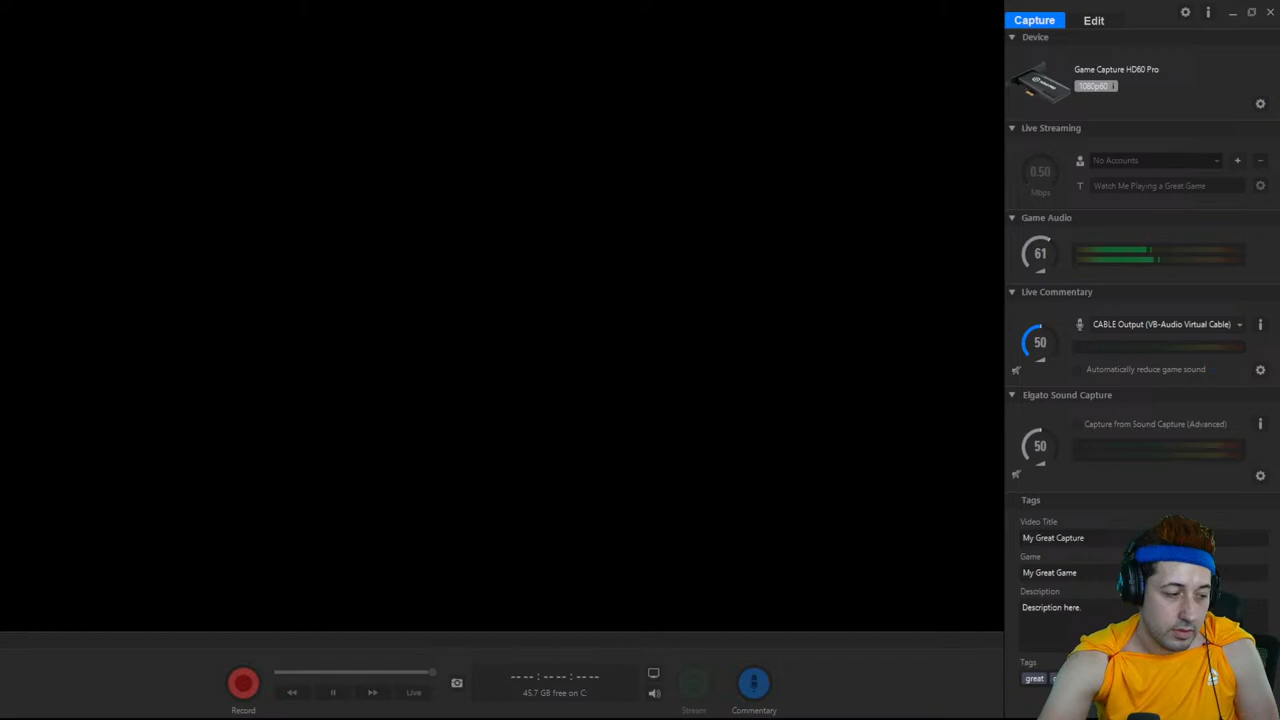 Capture
Edit
Device
Game Capture HD60 Pro
1080p60
Live Streaming
0.50
Mbps
No Accounts
T
Watch Me Playing a Great Game
Game Audio
61
Live Commentary
50
CABLE Output (VB-Audio Virtual Cable)
Automatically reduce game sound
Elgato Sound Capture
50
Capture from Sound Capture (Advanced)
Tags
Video Title
My Great Capture
Game
My Great Game
Description
Description here.
Tags
great
Live
--:--:--
45.7 GB free on C:
Record
Stream
Commentary